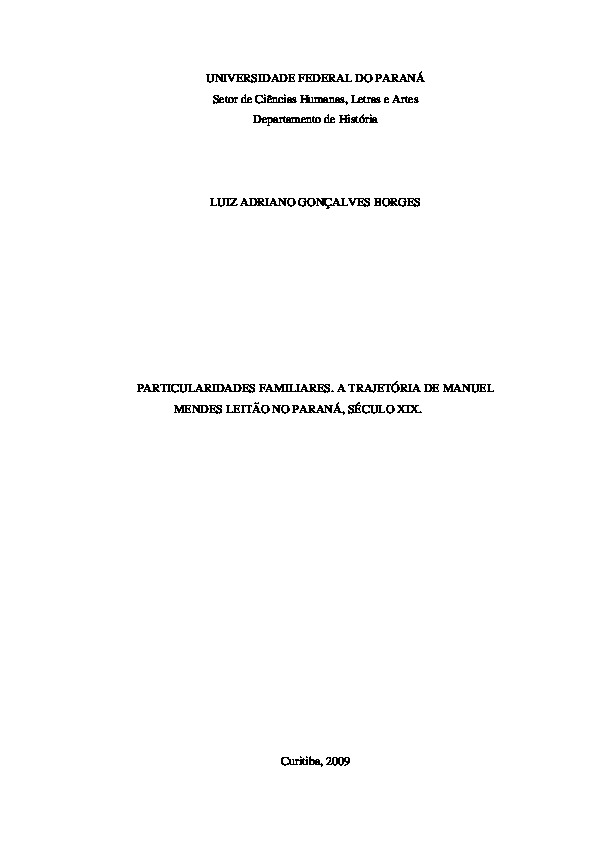 UNIVERSIDADE FEDERAL DO PARANÁ
Setor de Ciências Humanas, Letras e Artes
Departamento de História
LUIZ ADRIANO GONÇALVES BORGES
PARTICULARIDADES FAMILIARES. A TRAJETÓRIA DE MANUEL
MENDES LEITÃO NO PARANÁ, SÉCULO XIX.
Curitiba, 2009